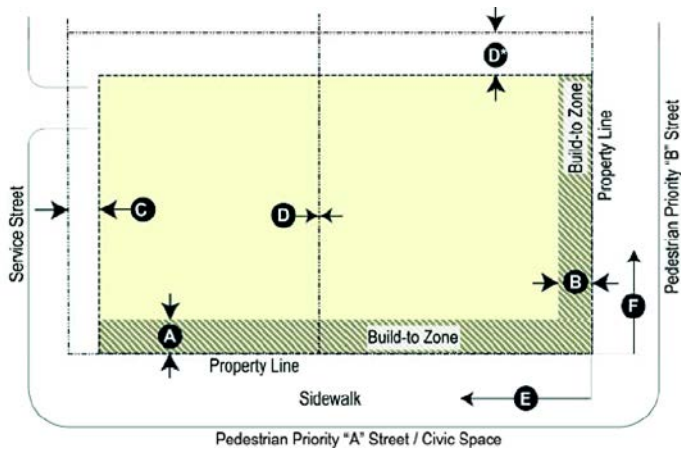 D*
Build-to Zone
Property Line
Pedestrian Priority "B" Street
Service Street
C
D
B
F
A
Build-to Zone
Property Line
Sidewalk
E
Pedestrian Priority "A" Street / Civic Space